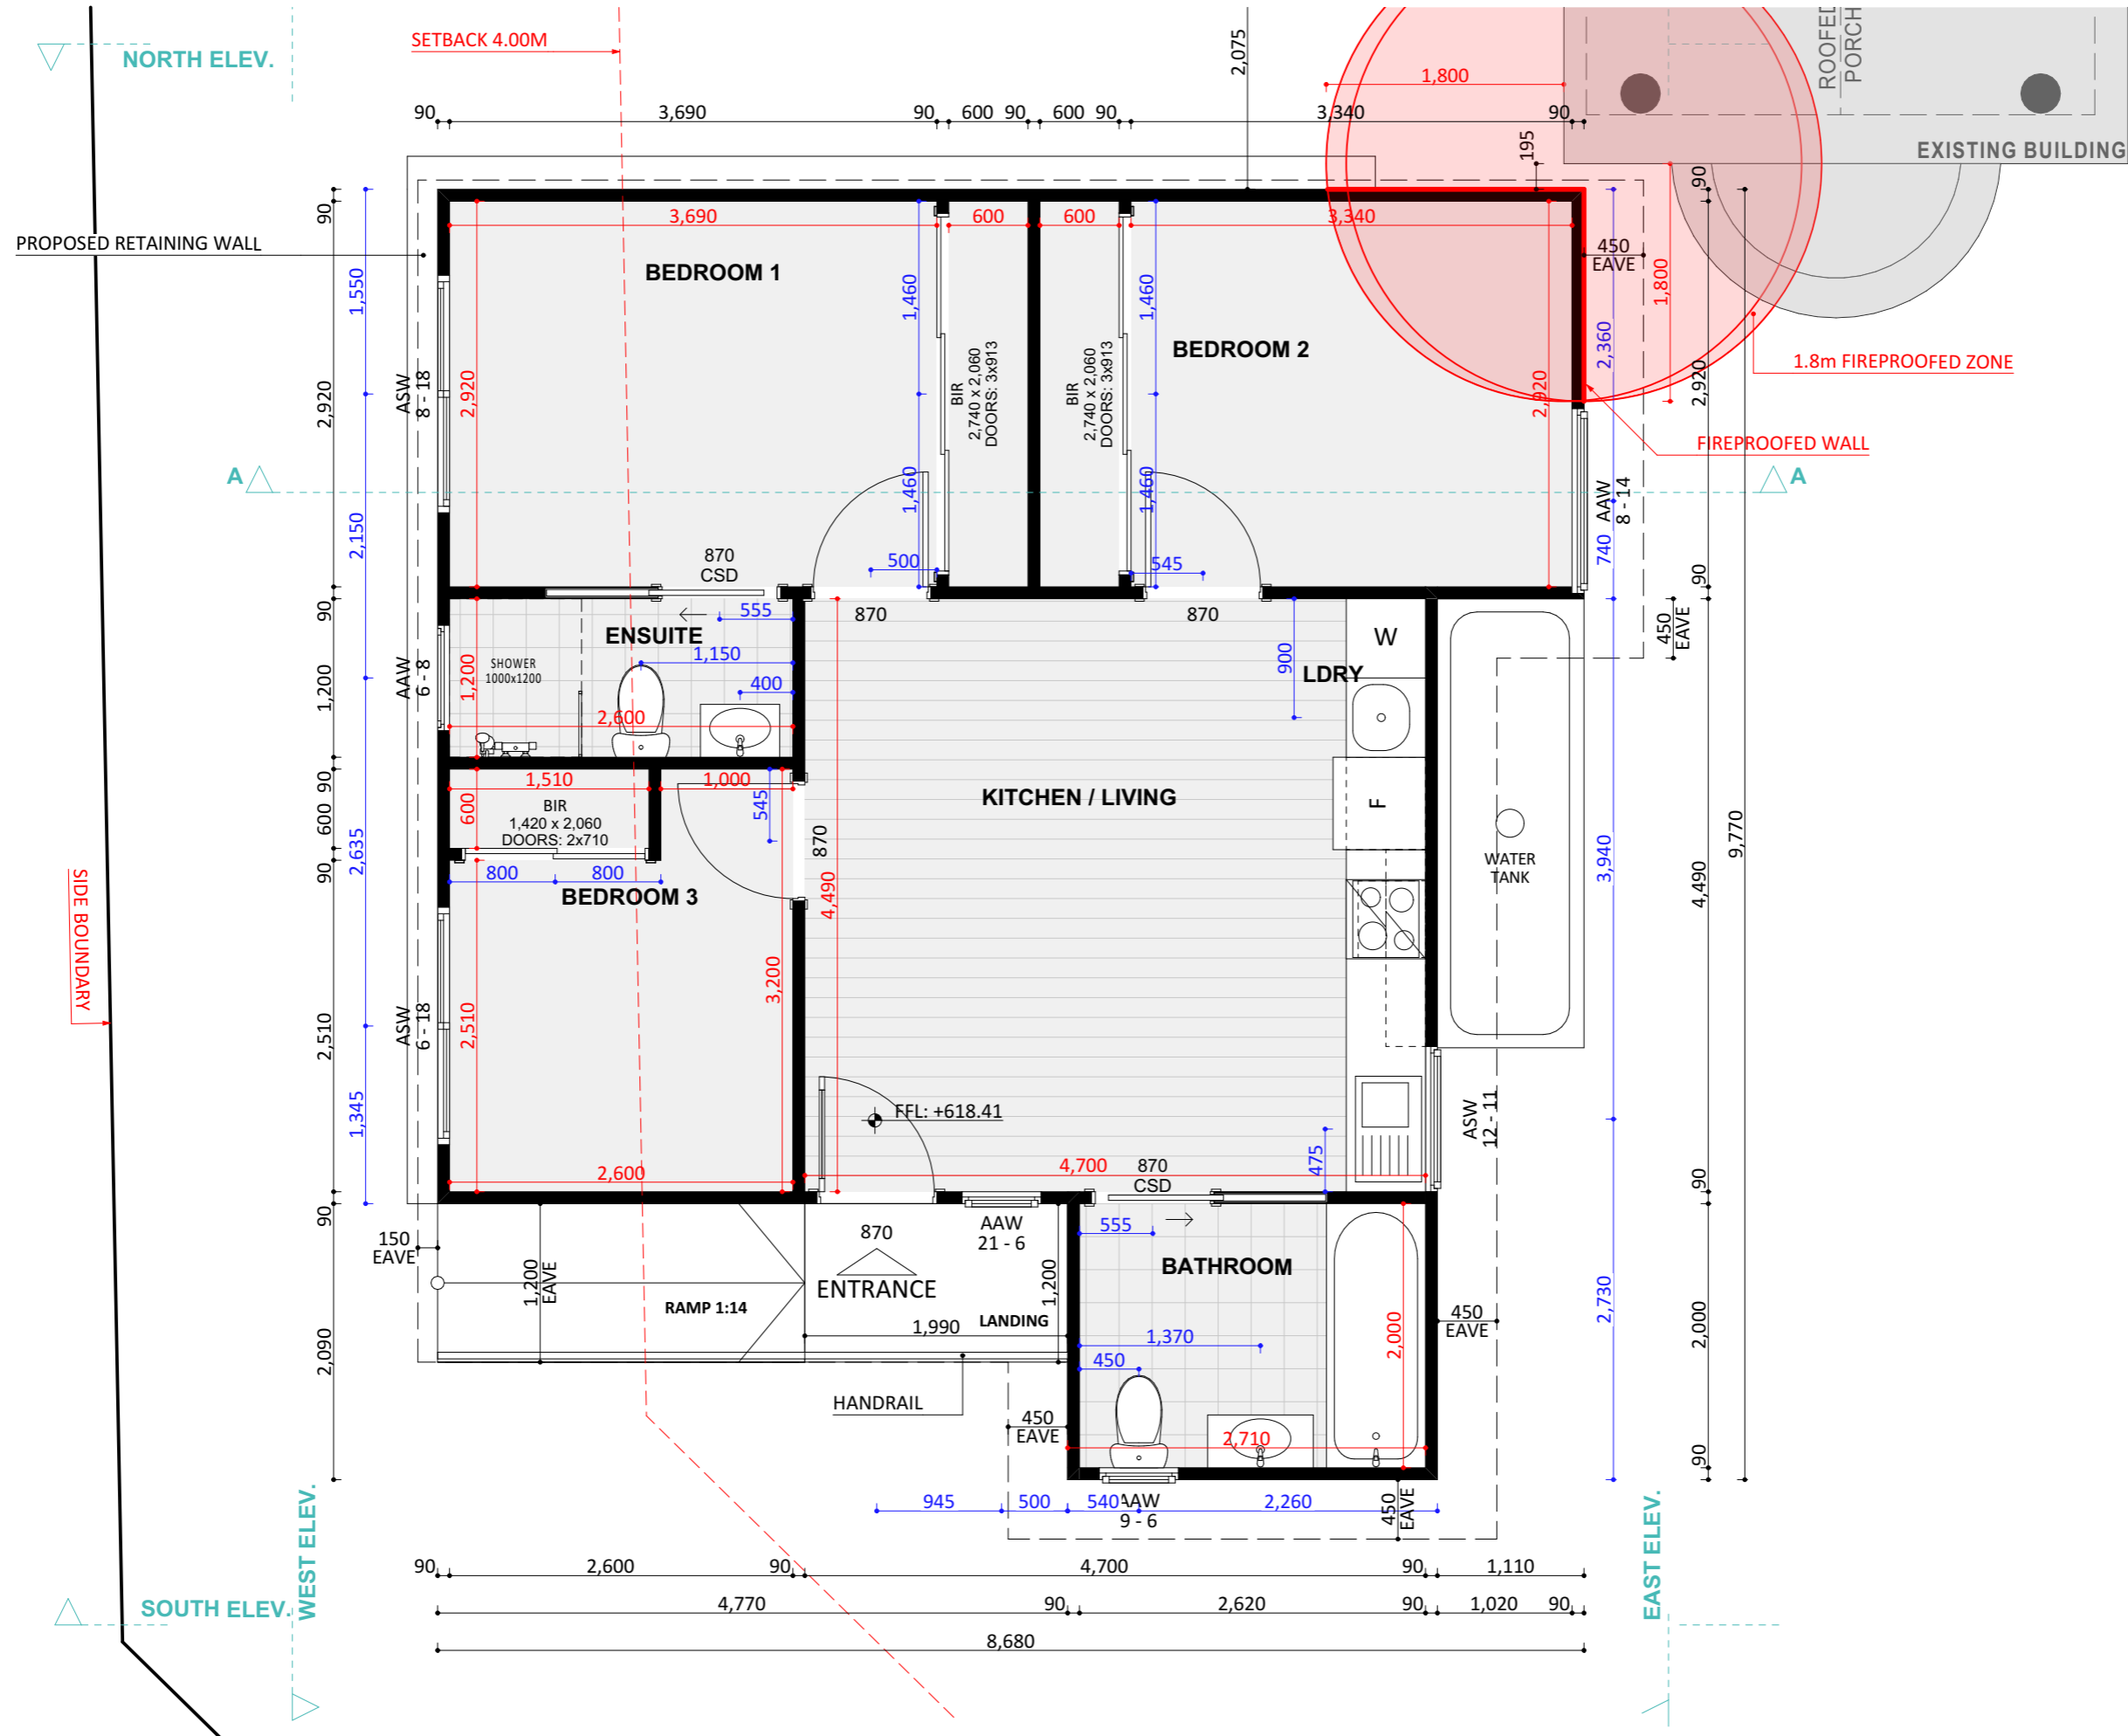 SETBACK 4.00M
NORTH ELEV.
2,075
1,800
ROOFED
PORCH
EXISTING BUILDING
90
3,690
90
600
90
600
90
3,340
90
195
90
90
90
PROPOSED RETAINING WALL
3,690
600
600
3,340
450
EAVE
BEDROOM 1
1,550
1,460
1,460
1,800
BEDROOM 2
2,360
1.8m FIREPROOFED ZONE
ASW
8 - 18
2,920
2,920
BIR
2,740 x 2,060
DOORS: 3x913
BIR
2,740 x 2,060
DOORS: 3x913
2,920
2,920
FIREPROOFED WALL
A
A
1,460
1,460
AAW
8 - 14
2,150
740
870
CSD
500
545
90
90
870
870
555
ENSUITE
W
450
EAVE
1,150
900
LDRY
SHOWER
1000x1200
AAW
6 - 8
1,200
1,200
400
2,600
90
1,510
1,000
545
KITCHEN / LIVING
F
600
600
BIR
1,420 x 2,060
DOORS: 2x710
870
9,770
2,635
90
800
800
BEDROOM 3
4,490
WATER
TANK
3,940
4,490
SIDE BOUNDARY
3,200
ASW
6 - 18
2,510
2,510
1,345
FFL: +618.41
ASW
12 - 11
475
2,600
4,700
870
CSD
90
90
150
EAVE
1,200
EAVE
870
AAW
21 - 6
1,200
555
BATHROOM
ENTRANCE
RAMP 1:14
LANDING
1,990
1,370
450
2,000
450
EAVE
2,730
2,000
2,090
HANDRAIL
450
EAVE
2,710
90
945
500
540
AAW
9 - 6
2,260
450
EAVE
WEST ELEV.
EAST ELEV.
90
2,600
90
4,700
90
1,110
SOUTH ELEV.
4,770
90
2,620
90
1,020
90
8,680